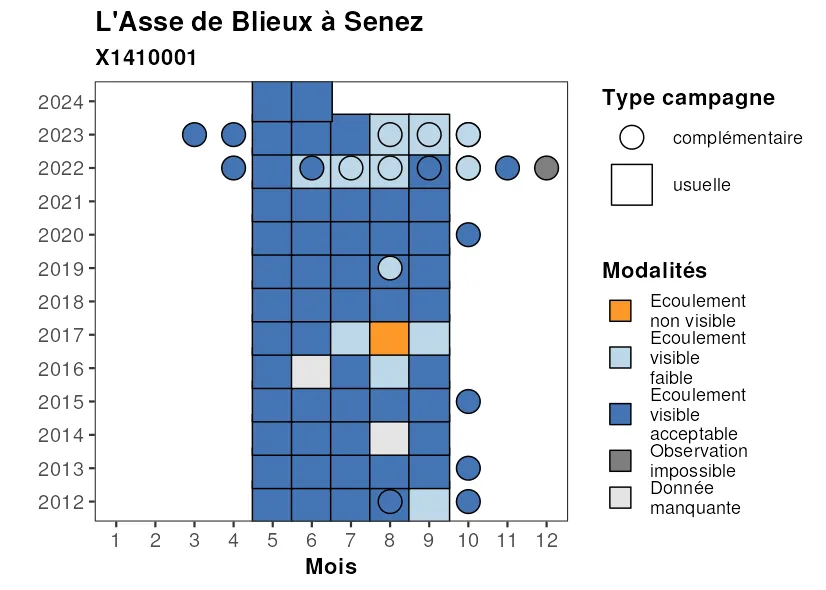 L'Asse de Blieux à Senez
X1410001
2024
2023
2022
2021
2020
2019
2018
2017
2016
2015
2014
2013
2012
1 2 3 4 5 6 7 8 9 10 11 12
Mois
Type campagne
complémentaire
usuelle
Modalités
Ecoulement
non visible
Ecoulement
visible
faible
Ecoulement
visible
acceptable
Observation
impossible
Donnée
manquante